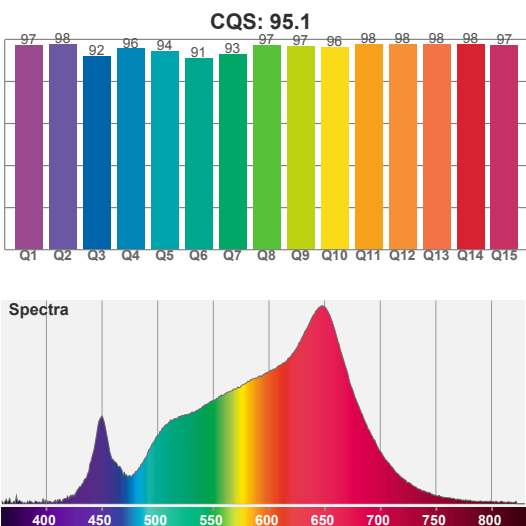 CQS: 95.1
97 98 92 96 94 91 93 97 97 96 98 98 98 98 97
Q1 Q2 Q3 Q4 Q5 Q6 Q7 Q8 Q9 Q10 Q11 Q12 Q13 Q14 Q15
Spectra
400 450 500 550 600 650 700 750 800